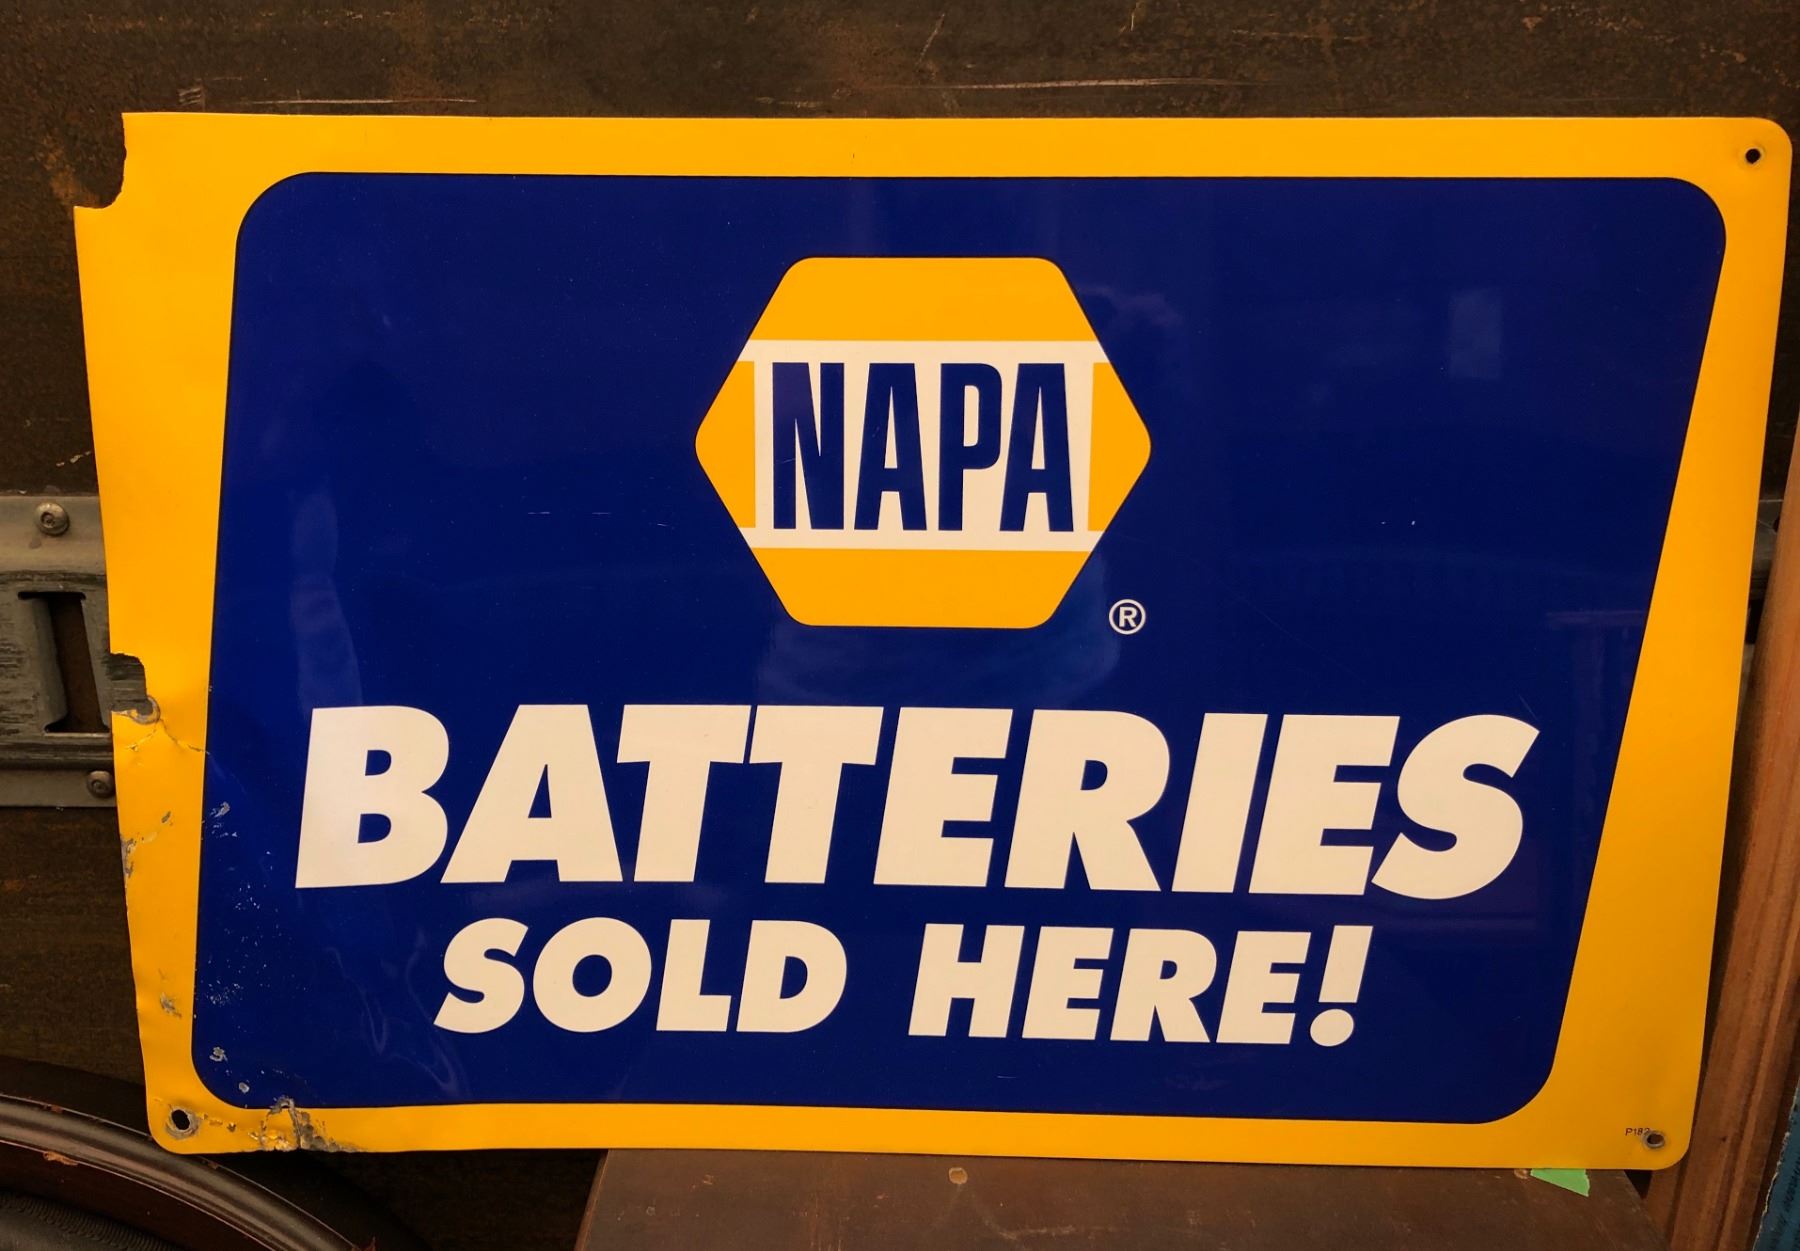 NAPA
®
BATTERIES
SOLD HERE!